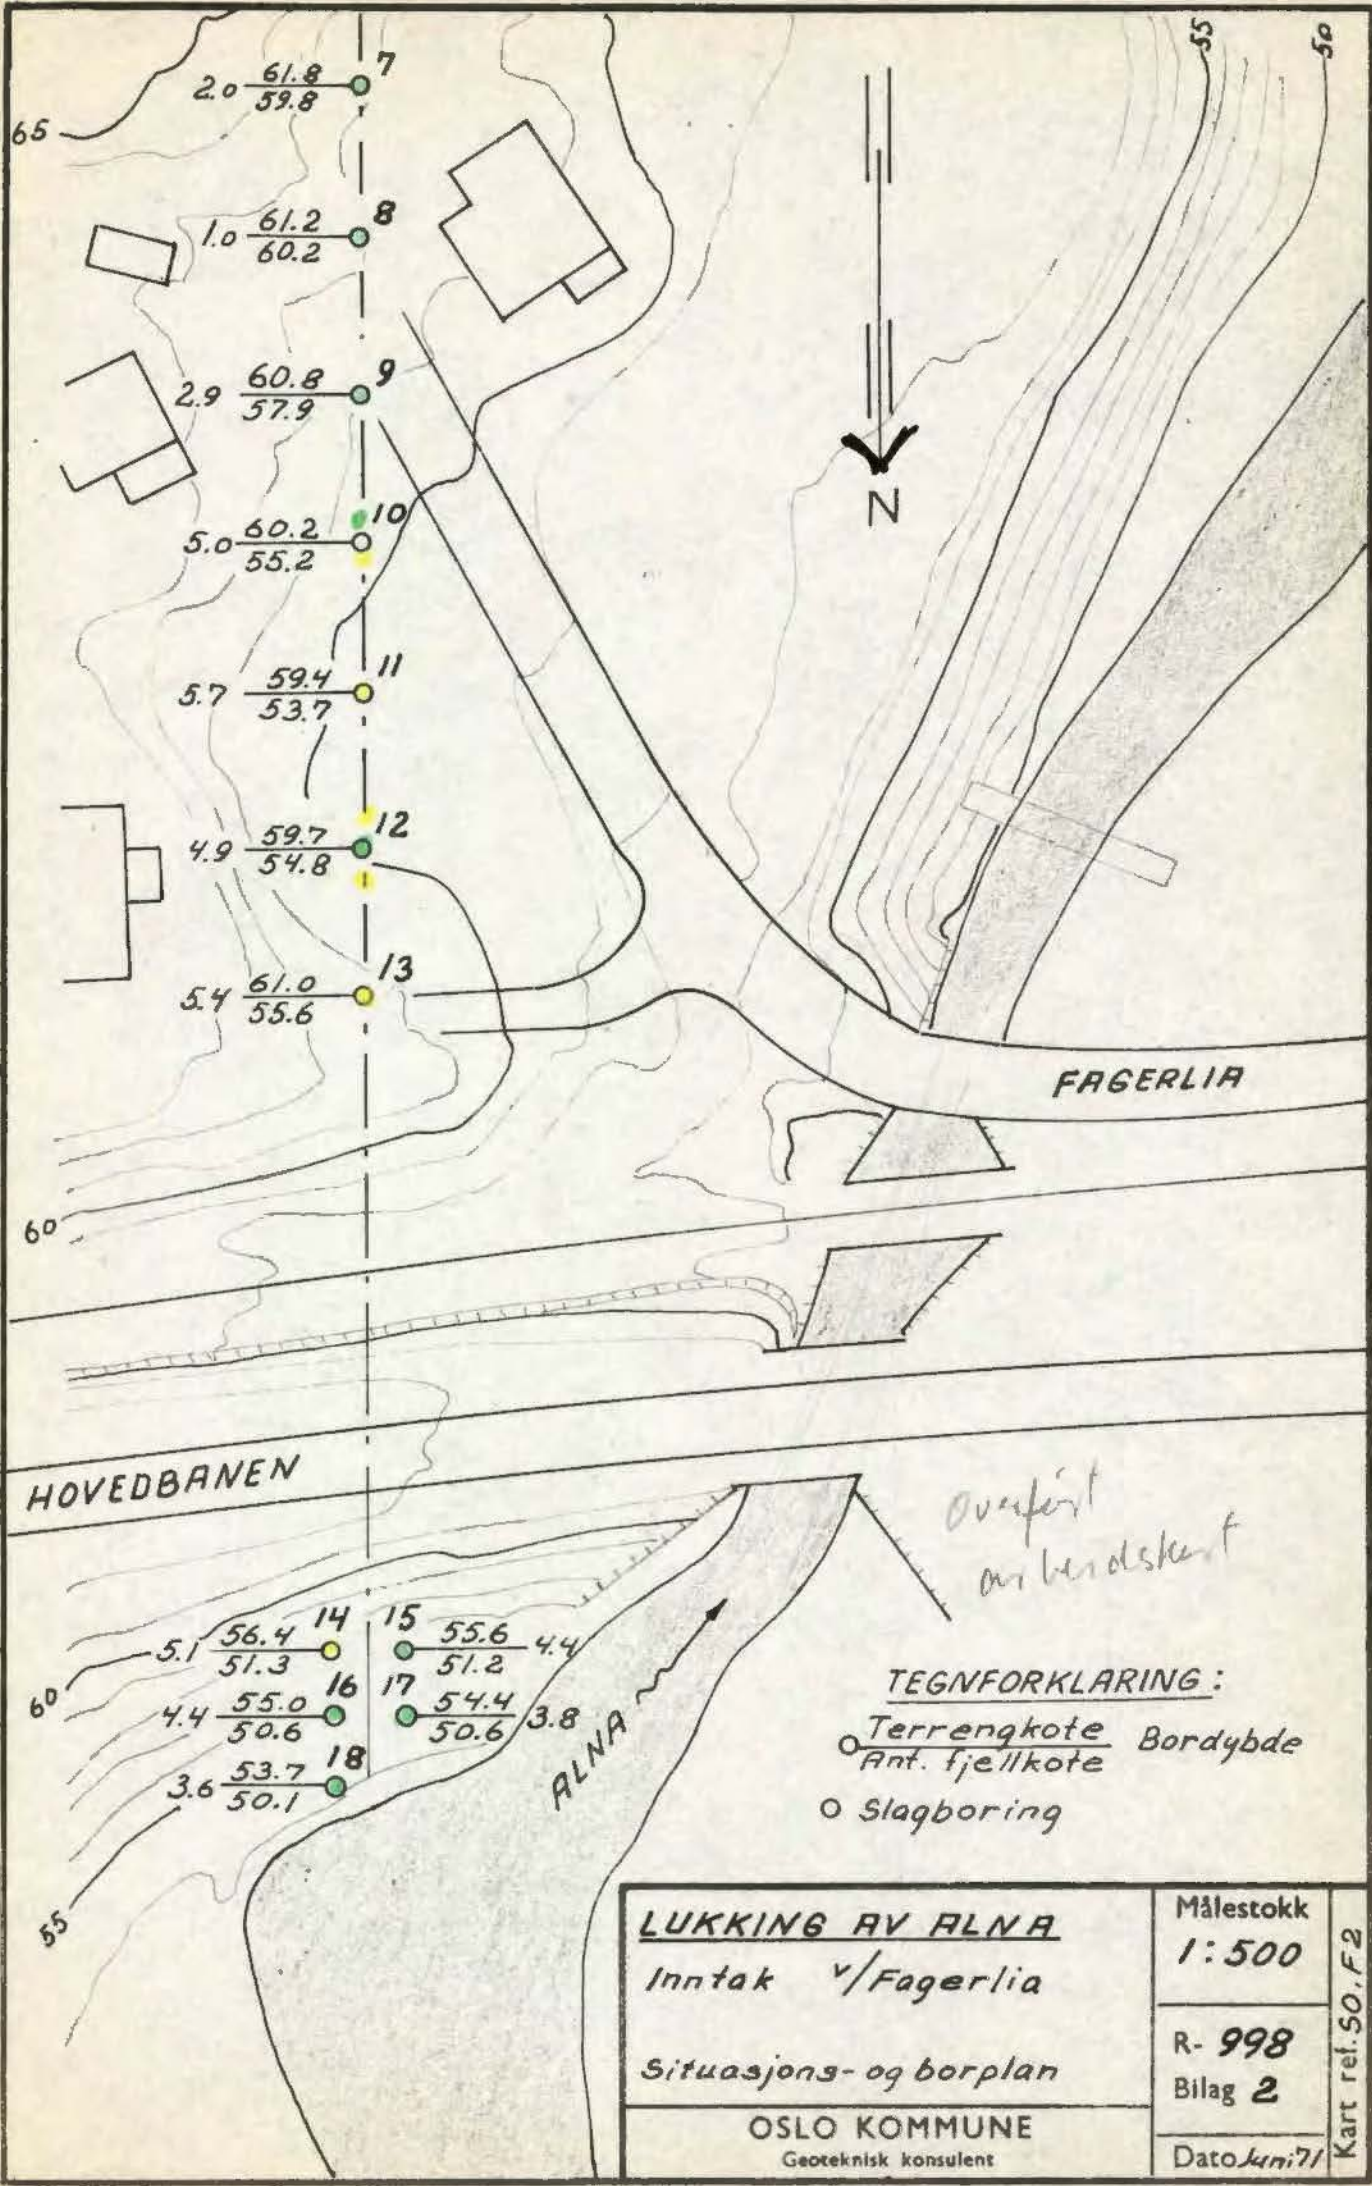 55
50
7
2.0 61.8
59.8
65
8
1.0 61.2
60.2
9
2.9 60.8
57.9
N
10
5.0 60.2
55.2
11
5.7 59.4
53.7
12
4.9 59.7
54.8
13
5.4 61.0
55.6
FAGERLIA
60
HOVEDBANEN
14
5.1 56.4
51.3
15
55.6 4.4
51.2
60
16
4.4 55.0
50.6
17
54.4 3.8
50.6
18
3.6 53.7
50.1
ALNA
55
TEGNFORKLARING:
Terrengkote Bordybde
Ant. fjellkote
Slagboring
LUKKING AV ALNA
Inntak v/Fagerlia
Situasjons- og borplan
OSLO KOMMUNE
Geoteknisk konsulent
Målestokk
1:500
R- 998
Bilag 2
Dato Juni 71
Kart ref. SO, F2